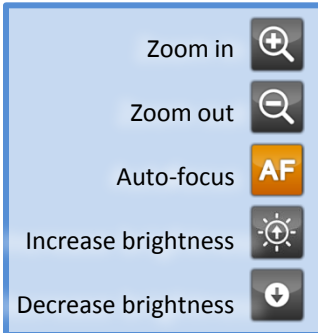 Zoom in
Zoom out
Auto-focus AF
Increase brightness
Decrease brightness